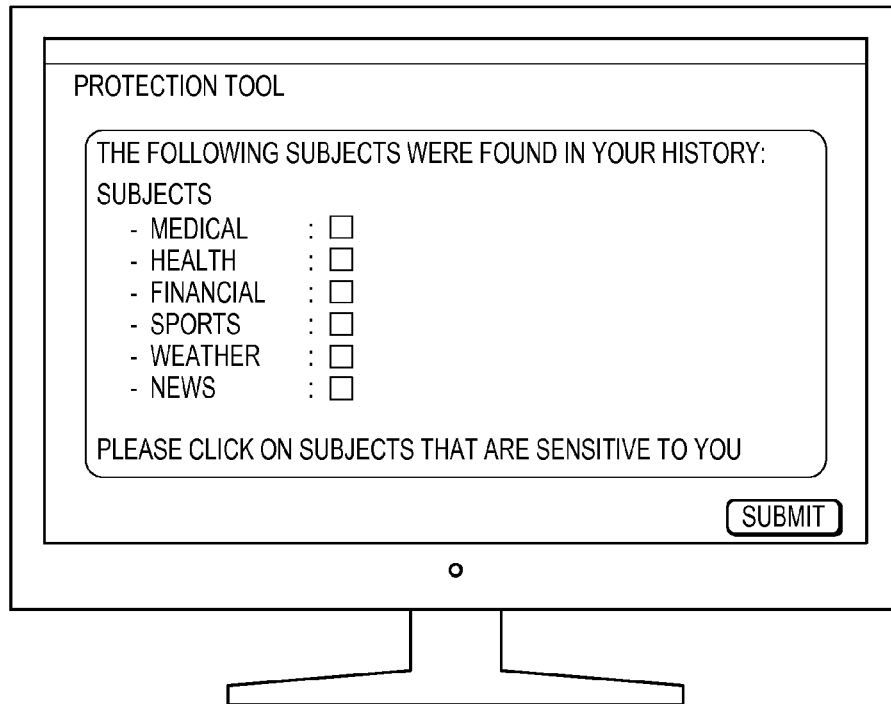 PROTECTION TOOL
THE FOLLOWING SUBJECTS WERE FOUND IN YOUR HISTORY:
SUBJECTS
- MEDICAL : ☐
- HEALTH : ☐
- FINANCIAL : ☐
- SPORTS : ☐
- WEATHER : ☐
- NEWS : ☐
PLEASE CLICK ON SUBJECTS THAT ARE SENSITIVE TO YOU
SUBMIT